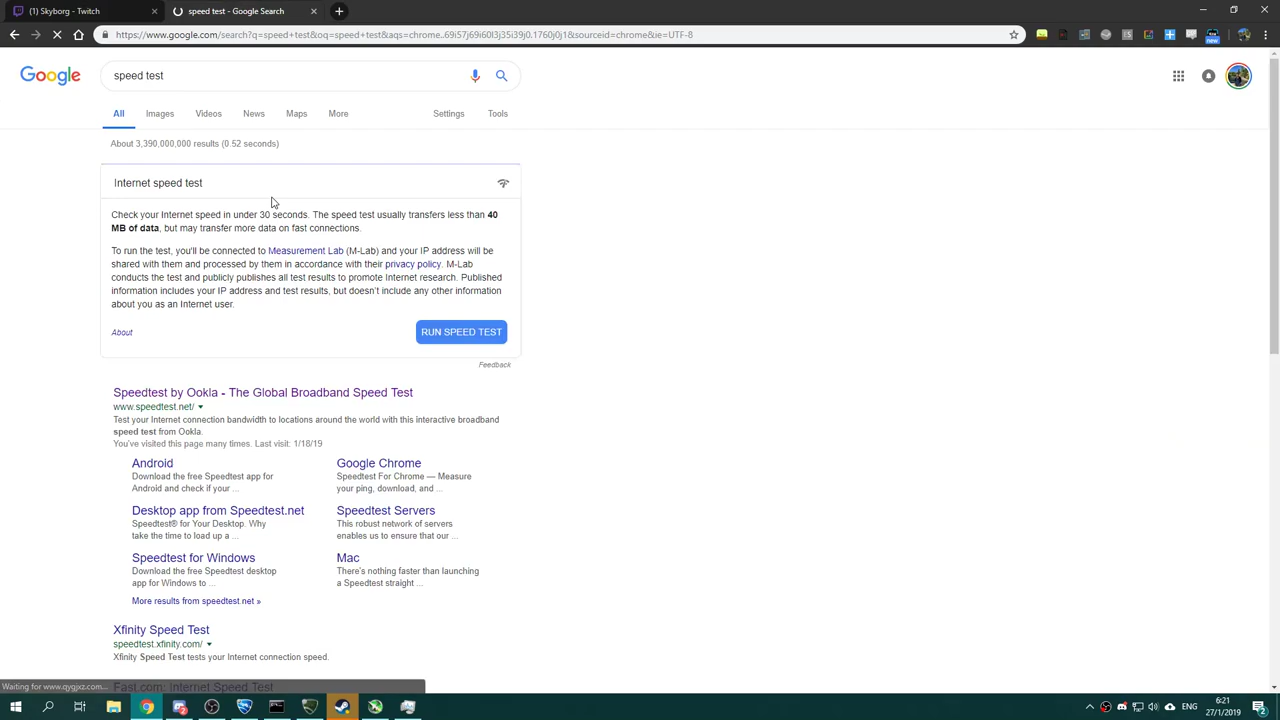 Skyborg - Twitch
Outlook - Google Search
https://www.google.com/search?q=speed+test&oq=speed+test&aqs=chrome..69i57j69i60l3j35i39j0.1760j0j1&sourceid=chrome&ie=UTF-8
new
Google
speed test
All
Images
Videos
News
Maps
More
Settings
Tools
About 3,390,000,000 results (0.52 seconds)
Internet speed test
Check your Internet speed in under 30 seconds. The speed test usually transfers less than 40
MB of data, but may transfer more data on fast connections.
To run the test, you'll be connected to Measurement Lab (M-Lab) and your IP address will be
shared with them and processed by them in accordance with their privacy policy. M-Lab
conducts the test and publicly publishes all test results to promote Internet research. Published
information includes your IP address and test results, but doesn't include any other information
about you as an Internet user.
About
RUN SPEED TEST
Feedback
Speedtest by Ookla - The Global Broadband Speed Test
www.speedtest.net/
Test your Internet connection bandwidth to locations around the world with this interactive broadband
speed test from Ookla.
You've visited this page many times. Last visit: 1/18/19
Android
Download the free Speedtest app for
Android and check if your ...
Google Chrome
Speedtest For Chrome — Measure
your ping, download, and ...
Desktop app from Speedtest.net
Speedtest® for Your Desktop. Why
take the time to load up a ...
Speedtest Servers
This robust network of servers
enables us to ensure that our ...
Speedtest for Windows
Download the free Speedtest desktop
app for Windows to ...
Mac
There's nothing faster than launching
a Speedtest straight ...
More results from speedtest.net »
Xfinity Speed Test
speedtest.xfinity.com/
Xfinity Speed Test tests your Internet connection speed.
Fast.com: Internet Speed Test
Waiting for www.qygjxz.com...
ENG
6:21
27/1/2019
2